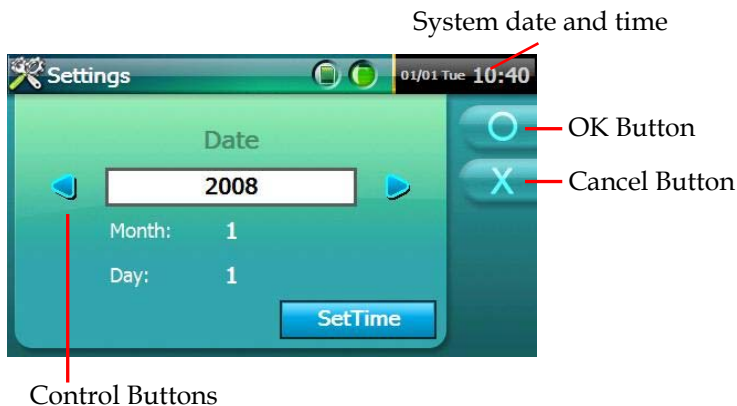 System date and time
Settings
01/01 Tue 10:40
Date
O
OK Button
2008
X
Cancel Button
Month: 1
Day: 1
SetTime
Control Buttons